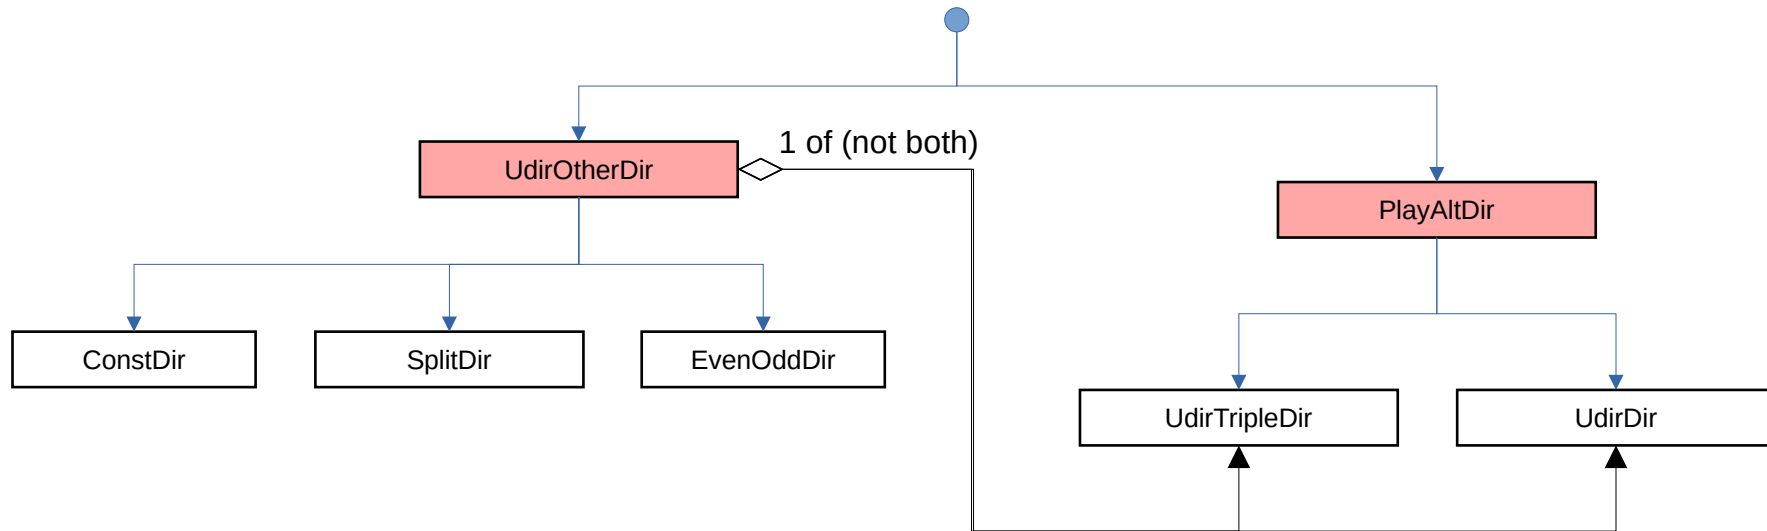 1 of (not both)
UdirOtherDir
PlayAltDir
ConstDir
SplitDir
EvenOddDir
UdirTripleDir
UdirDir